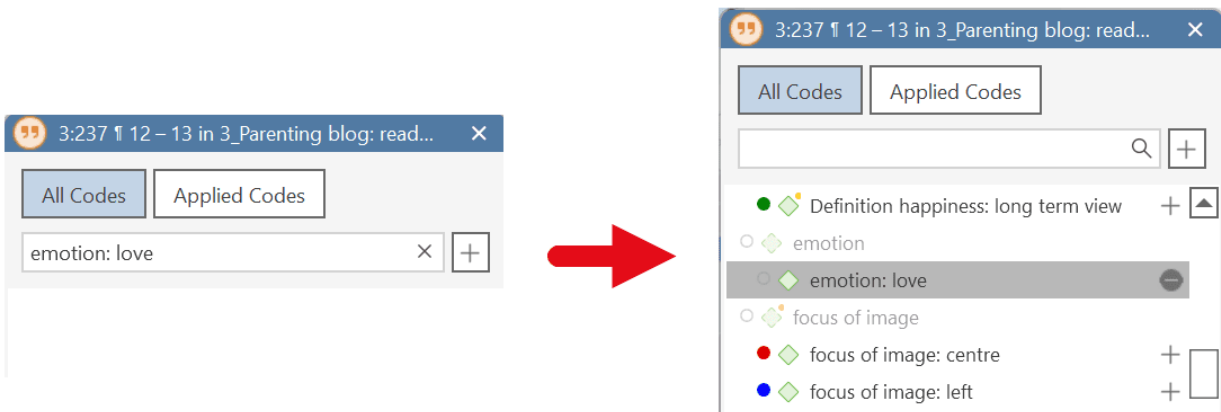 3:237 ¶ 12 – 13 in 3_Parenting blog: read...
All Codes
Applied Codes
emotion: love
3:237 ¶ 12 – 13 in 3_Parenting blog: read...
All Codes
Applied Codes
Definition happiness: long term view
emotion
emotion: love
focus of image
focus of image: centre
focus of image: left